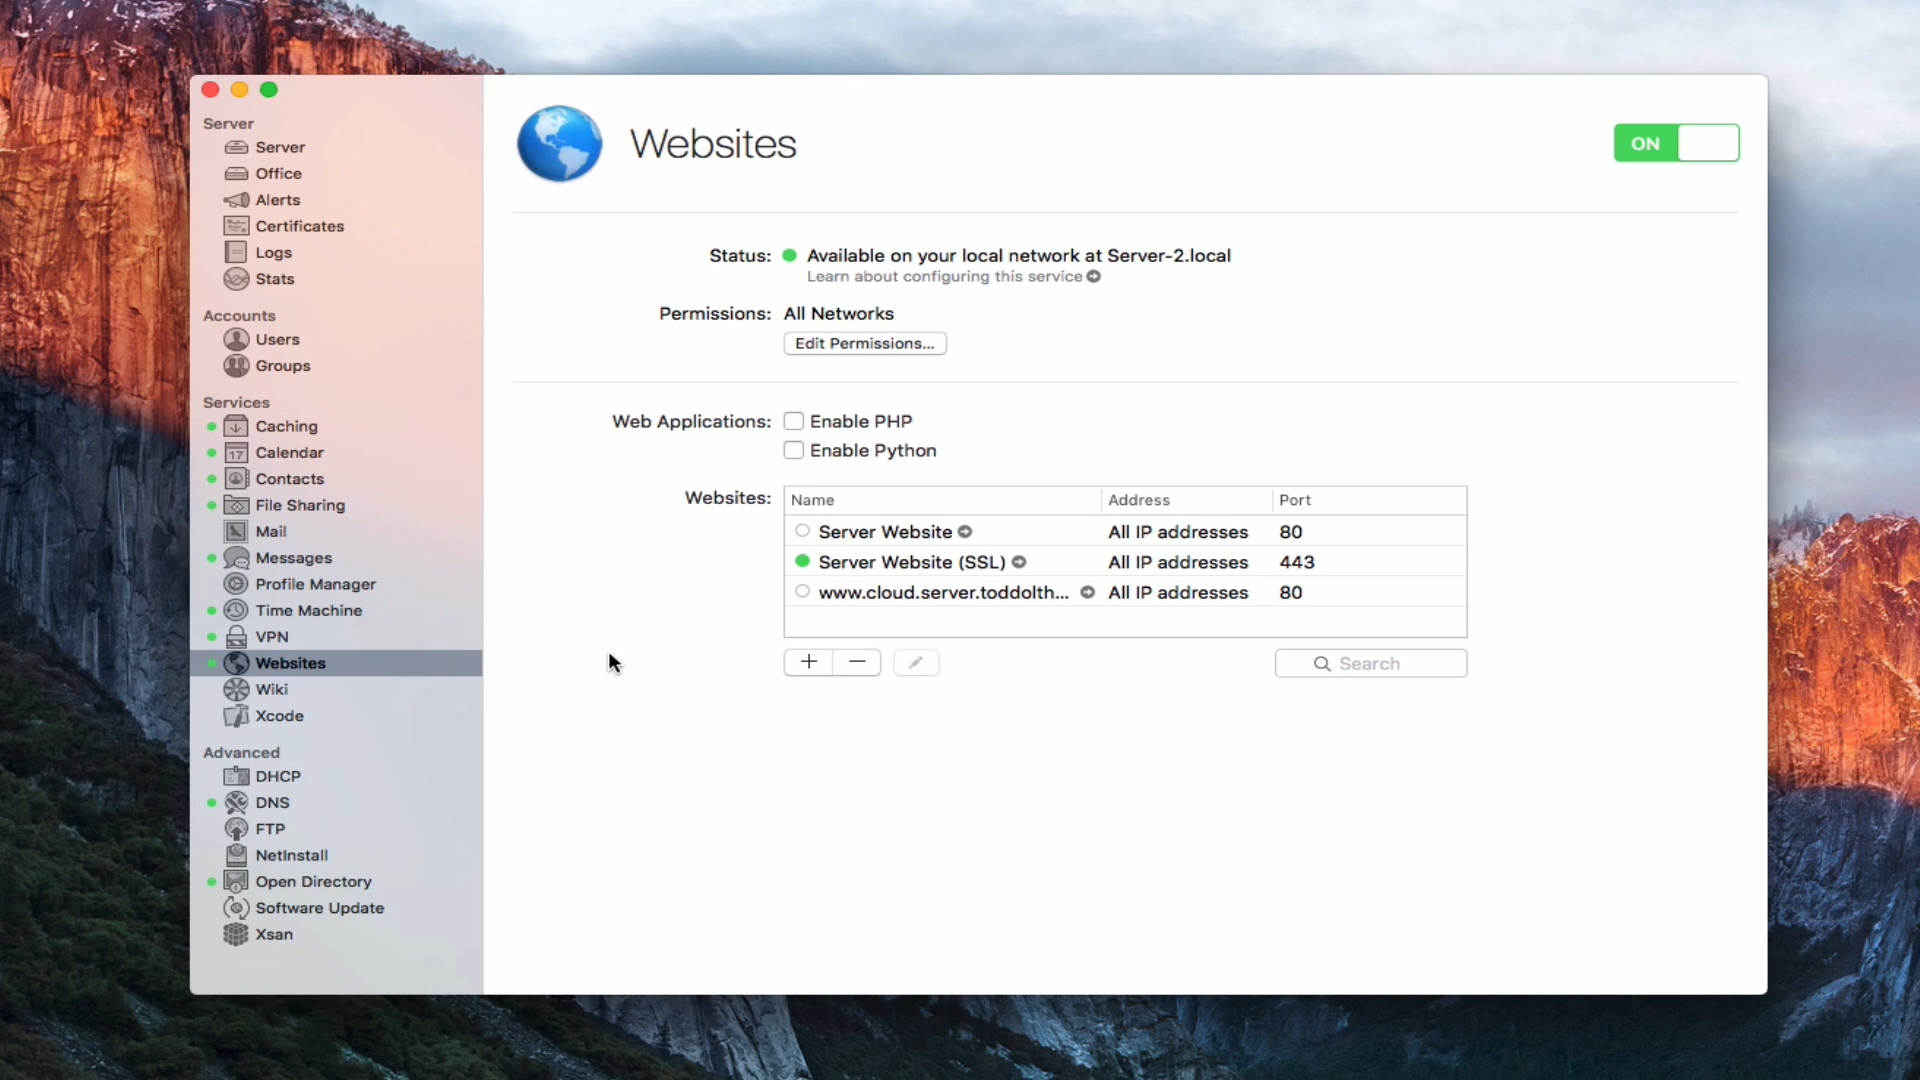 Server
Server
Office
Alerts
Certificates
Logs
Stats
Accounts
Users
Groups
Services
Caching
17 Calendar
Contacts
File Sharing
Mail
Messages
Profile Manager
Time Machine
VPN
Websites
Wiki
Xcode
Advanced
DHCP
DNS
FTP
NetInstall
Open Directory
Software Update
Xsan
Websites
ON
Status: Available on your local network at Server-2.local
Learn about configuring this service
Permissions: All Networks
Edit Permissions...
Web Applications: Enable PHP
Enable Python
Websites: Name Address Port
Server Website All IP addresses 80
Server Website (SSL) All IP addresses 443
www.cloud.server.toddolth... All IP addresses 80
+ − Search